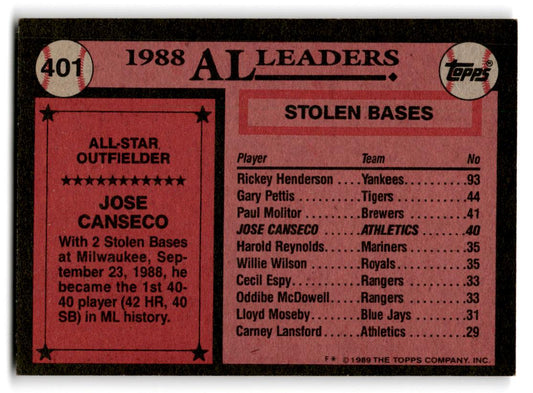 401
1988 AL LEADERS
topps
ALL-STAR
OUTFIELDER
JOSE
CANSECO
With 2 Stolen Bases
at Milwaukee, Sep-
tember 23, 1988, he
became the 1st 40-
40 player (42 HR, 40
SB) in ML history.
STOLEN BASES
Player Team No
Rickey Henderson ....Yankees..........93
Gary Pettis .............Tigers.............44
Paul Molitor ............Brewers ..........41
JOSE CANSECO ......ATHLETICS .......40
Harold Reynolds......Mariners .........35
Willie Wilson ..........Royals ............35
Cecil Espy ..............Rangers ..........33
Oddibe McDowell....Rangers ..........33
Lloyd Moseby .........Blue Jays ........31
Carney Lansford .....Athletics .........29
F* ©1989 THE TOPPS COMPANY, INC.